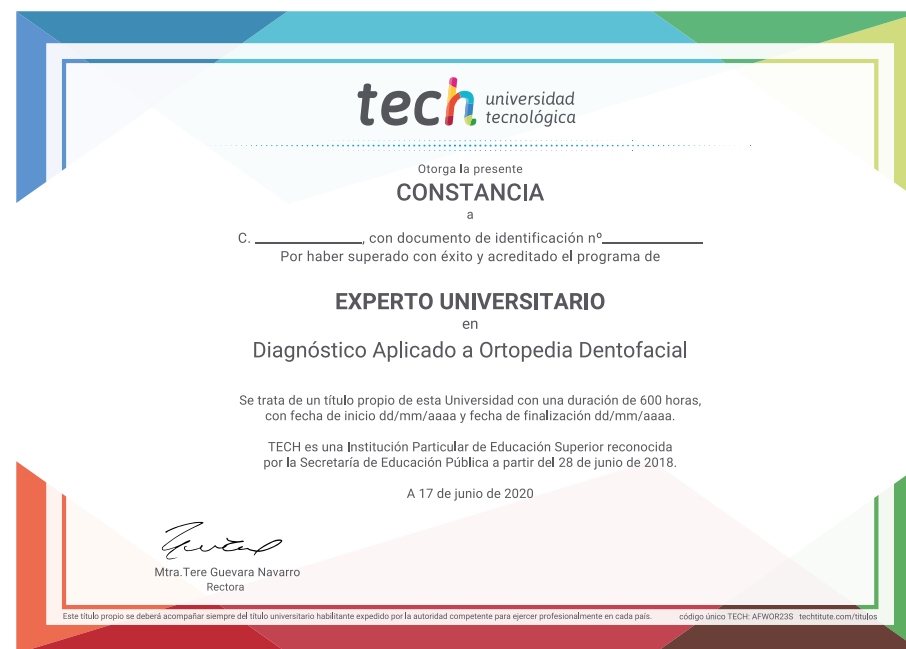 tech universidad
tecnológica
Otorga la presente
CONSTANCIA
a
C. ____________, con documento de identificación nº____________
Por haber superado con éxito y acreditado el programa de
EXPERTO UNIVERSITARIO
en
Diagnóstico Aplicado a Ortopedia Dentofacial
Se trata de un título propio de esta Universidad con una duración de 600 horas,
con fecha de inicio dd/mm/aaaa y fecha de finalización dd/mm/aaaa.
TECH es una Institución Particular de Educación Superior reconocida
por la Secretaría de Educación Pública a partir del 28 de junio de 2018.
A 17 de junio de 2020
Mtra.Tere Guevara Navarro
Rectora
Este título propio se deberá acompañar siempre del título universitario habilitante expedido por la autoridad competente para ejercer profesionalmente en cada país. código único TECH: AFWOR23S techtitute.com/titulos